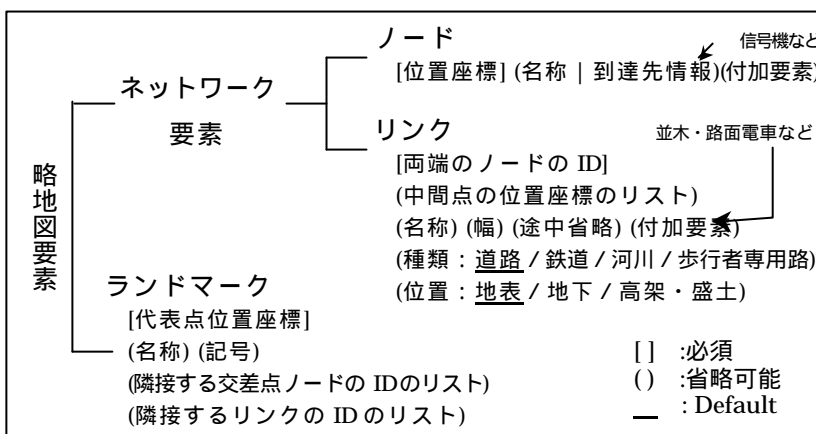 ノード
信号機など
[位置座標] (名称 | 到達先情報)(付加要素)
ネットワーク
要素
リンク
並木・路面電車など
[両端のノードの ID]
(中間点の位置座標のリスト)
(名称) (幅) (途中省略) (付加要素)
(種類：道路 / 鉄道 / 河川 / 歩行者専用路)
(位置：地表 / 地下 / 高架・盛土)
略地図要素
ランドマーク
[代表点位置座標]
(名称) (記号)
(隣接する交差点ノードの IDのリスト)
(隣接するリンクの ID のリスト)
[ ] :必須
( ) :省略可能
: Default